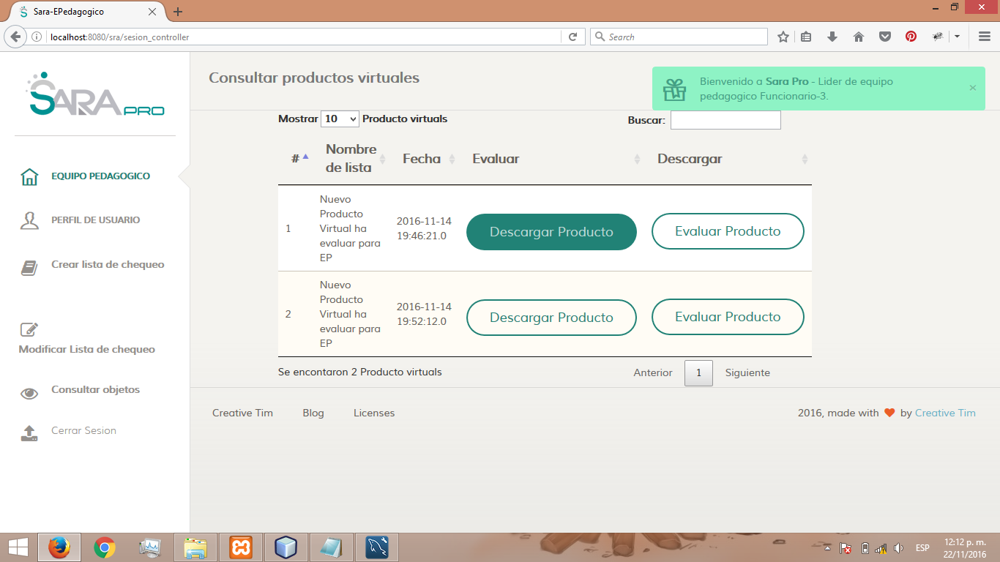 Sara-EPedagogico
localhost:8080/sra/sesion_controller
Search
SARA PRO
Consultar productos virtuales
Bienvenido a Sara Pro - Lider de equipo
pedagogico Funcionario-3.
×
Mostrar 10 Producto virtuals
Buscar:
EQUIPO PEDAGOGICO
PERFIL DE USUARIO
Crear lista de chequeo
Modificar Lista de chequeo
Consultar objetos
Cerrar Sesion
# Nombre de lista Fecha Evaluar Descargar
1
Nuevo
Producto
Virtual ha
evaluar para
EP
2016-11-14
19:46:21.0
Descargar Producto
Evaluar Producto
2
Nuevo
Producto
Virtual ha
evaluar para
EP
2016-11-14
19:52:12.0
Descargar Producto
Evaluar Producto
Se encontaron 2 Producto virtuals
Anterior 1 Siguiente
Creative Tim Blog Licenses
2016, made with ❤ by Creative Tim
ESP
12:12 p. m.
22/11/2016